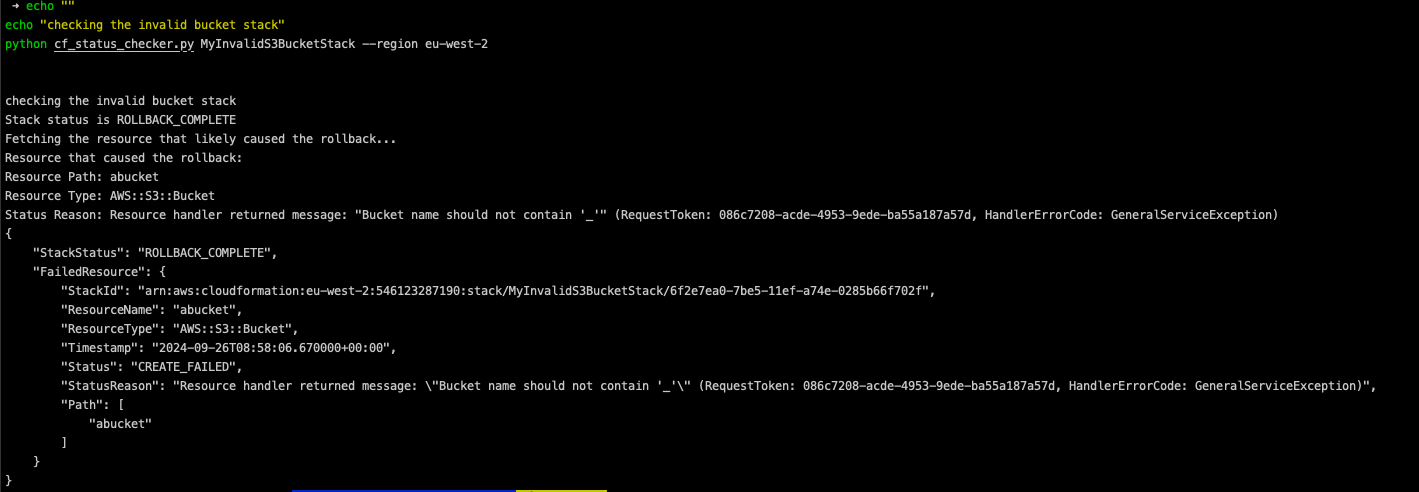 ➜ echo ""
echo "checking the invalid bucket stack"
python cf_status_checker.py MyInvalidS3BucketStack --region eu-west-2
checking the invalid bucket stack
Stack status is ROLLBACK_COMPLETE
Fetching the resource that likely caused the rollback...
Resource that caused the rollback:
Resource Path: abucket
Resource Type: AWS::S3::Bucket
Status Reason: Resource handler returned message: "Bucket name should not contain '_'" (RequestToken: 086c7208-acde-4953-9ede-ba55a187a57d, HandlerErrorCode: GeneralServiceException)
{
    "StackStatus": "ROLLBACK_COMPLETE",
    "FailedResource": {
        "StackId": "arn:aws:cloudformation:eu-west-2:546123287190:stack/MyInvalidS3BucketStack/6f2e7ea0-7be5-11ef-a74e-0285b66f702f",
        "ResourceName": "abucket",
        "ResourceType": "AWS::S3::Bucket",
        "Timestamp": "2024-09-26T08:58:06.670000+00:00",
        "Status": "CREATE_FAILED",
        "StatusReason": "Resource handler returned message: \"Bucket name should not contain '_'\" (RequestToken: 086c7208-acde-4953-9ede-ba55a187a57d, HandlerErrorCode: GeneralServiceException)",
        "Path": [
            "abucket"
        ]
    }
}